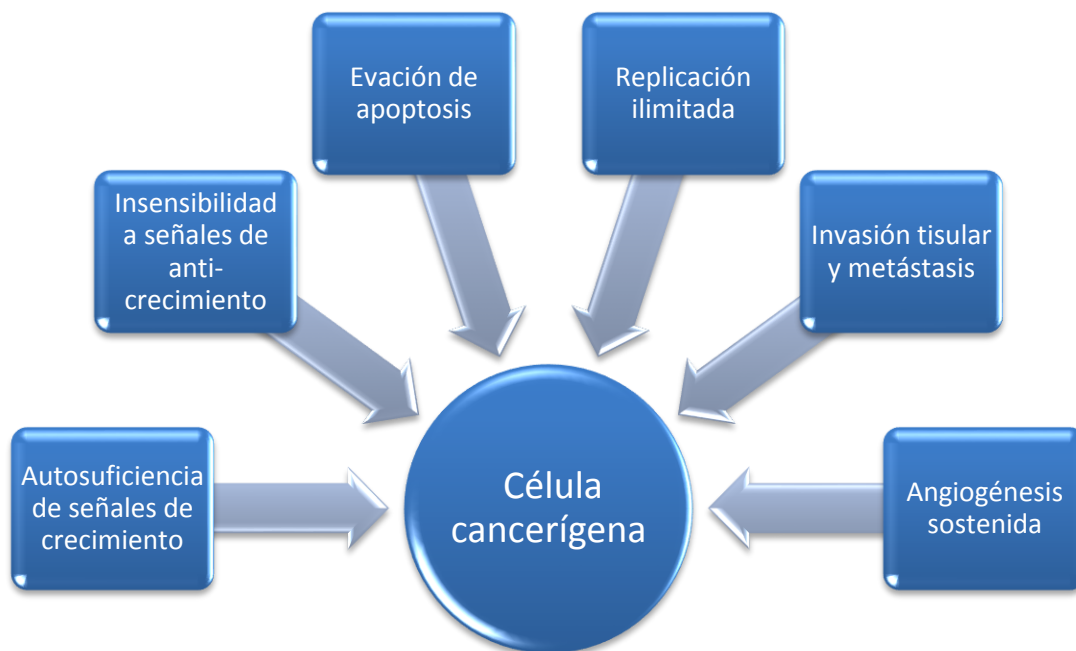 Evación de
apoptosis
Replicación
ilimitada
Insensibilidad
a señales de
anti-
crecimiento
Invasión tisular
y metástasis
Autosuficiencia
de señales de
crecimiento
Célula
cancerígena
Angiogénesis
sostenida